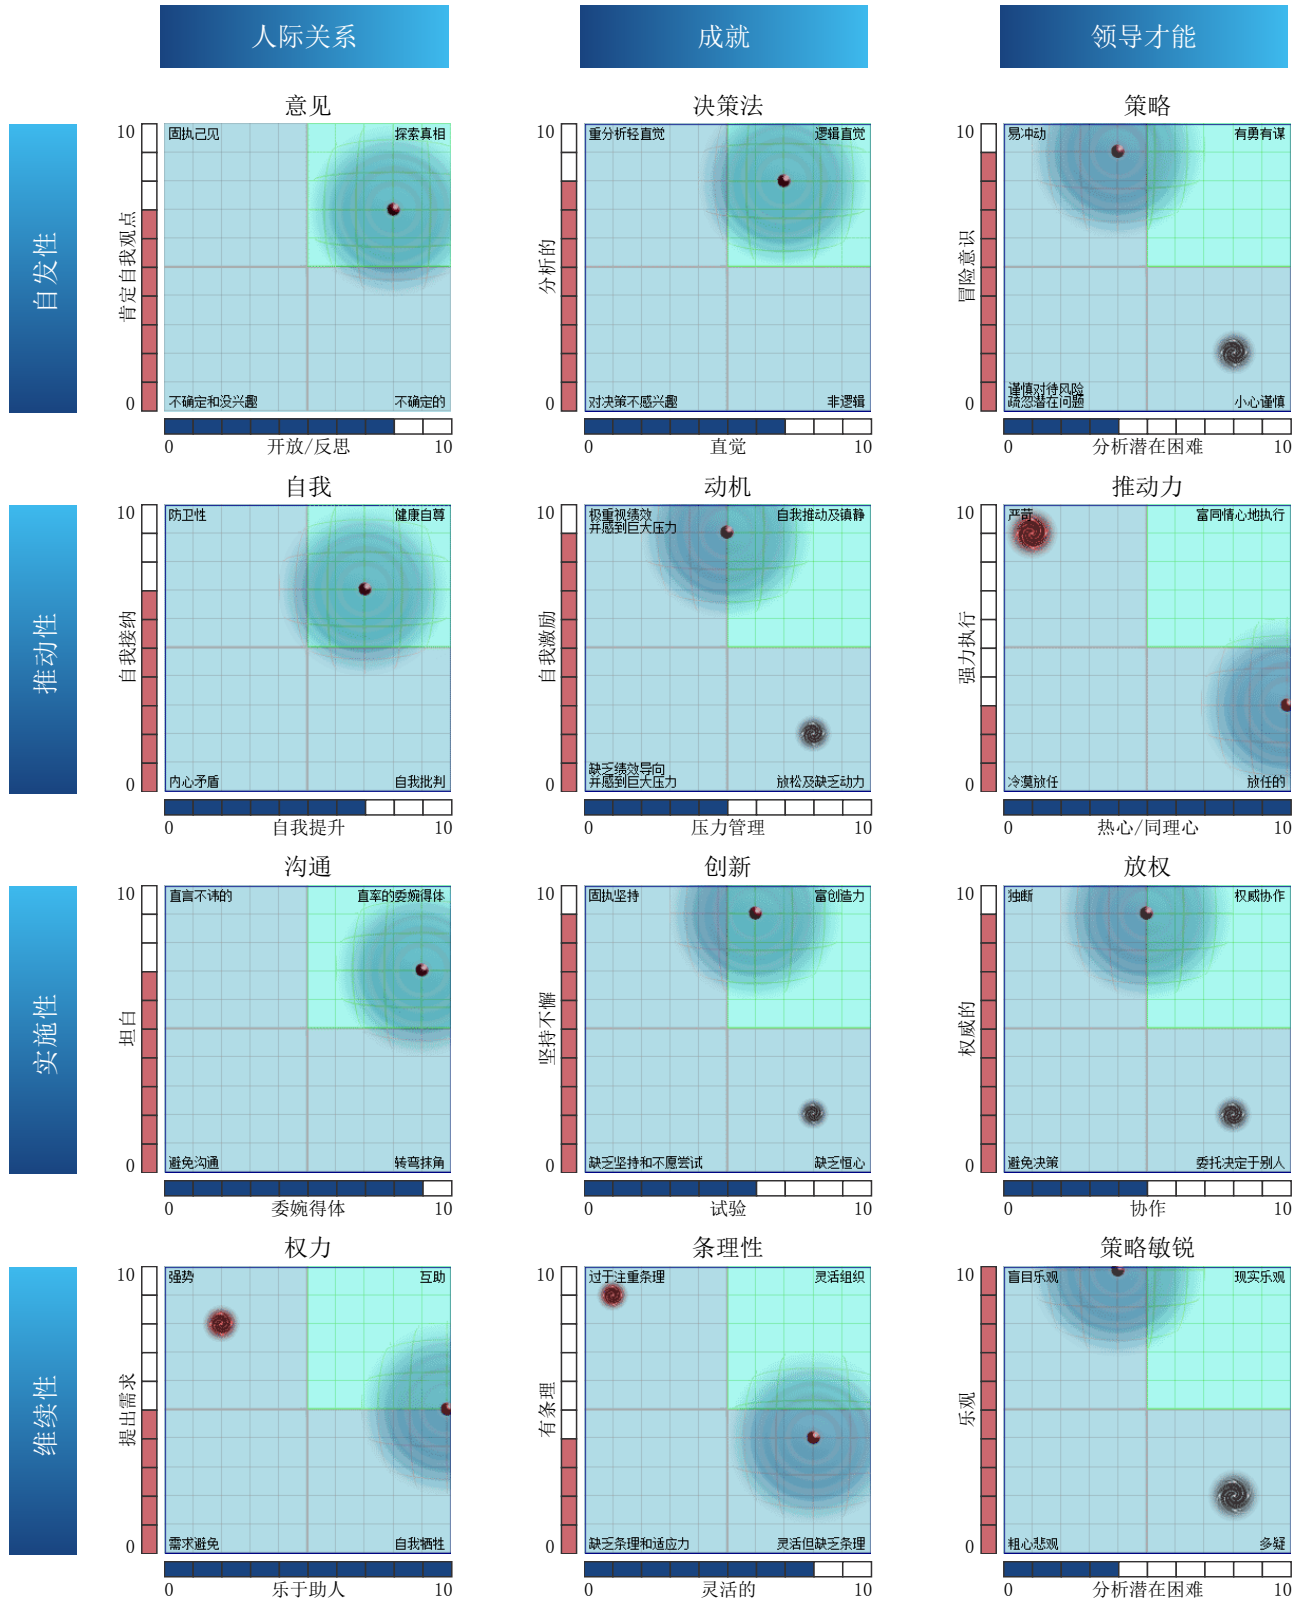 人际关系
成就
领导才能
自发性
意见
10
固执己见
探索真相
肯定自我观点
不确定和没兴趣
不确定的
0
0
10
开放/反思
决策法
10
重分析轻直觉
逻辑直觉
分析的
对决策不感兴趣
非逻辑
0
0
10
直觉
策略
10
易冲动
有勇有谋
冒险意识
谨慎对待风险
疏忽潜在问题
小心谨慎
0
0
10
分析潜在困难
推动性
自我
10
防卫性
健康自尊
自我接纳
内心矛盾
自我批判
0
0
10
自我提升
动机
10
极重视绩效
并感到巨大压力
自我推动及镇静
自我激励
缺乏绩效导向
并感到巨大压力
放松及缺乏动力
0
0
10
压力管理
推动力
10
严苛
富同情心地执行
强力执行
冷漠放任
放任的
0
0
10
热心/同理心
实施性
沟通
10
直言不讳的
直率的委婉得体
坦白
避免沟通
转弯抹角
0
0
10
委婉得体
创新
10
固执坚持
富创造力
坚持不懈
缺乏坚持和不愿尝试
缺乏恒心
0
0
10
试验
放权
10
独断
权威协作
权威的
避免决策
委托决定于别人
0
0
10
协作
维续性
权力
10
强势
互助
提出需求
需求避免
自我牺牲
0
0
10
乐于助人
条理性
10
过于注重条理
灵活组织
有条理
缺乏条理和适应力
灵活但缺乏条理
0
0
10
灵活的
策略敏锐
10
盲目乐观
现实乐观
乐观
粗心悲观
多疑
0
0
10
分析潜在困难